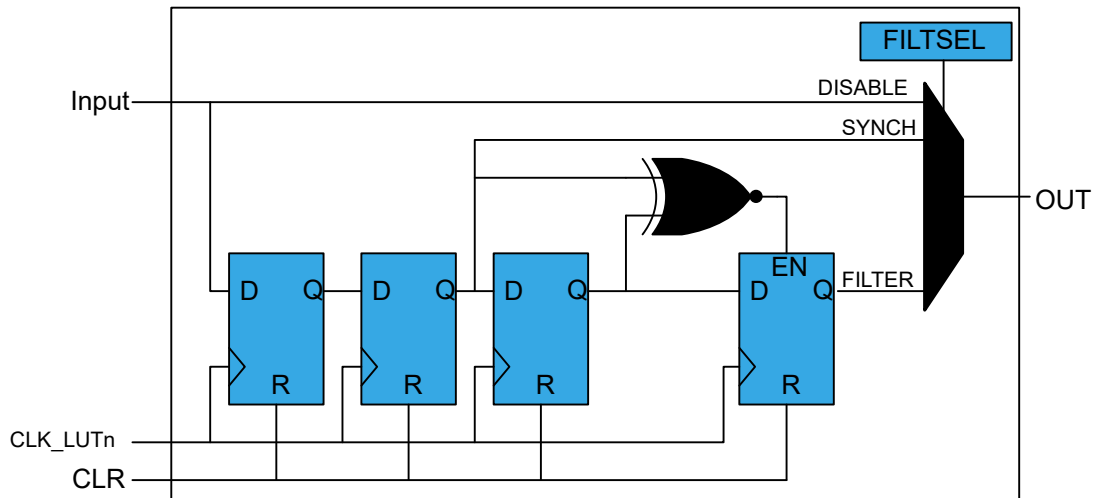 FILTSEL
DISABLE
Input
SYNCH
OUT
EN
D Q D Q D Q D Q FILTER
R R R R
CLK_LUTn
CLR